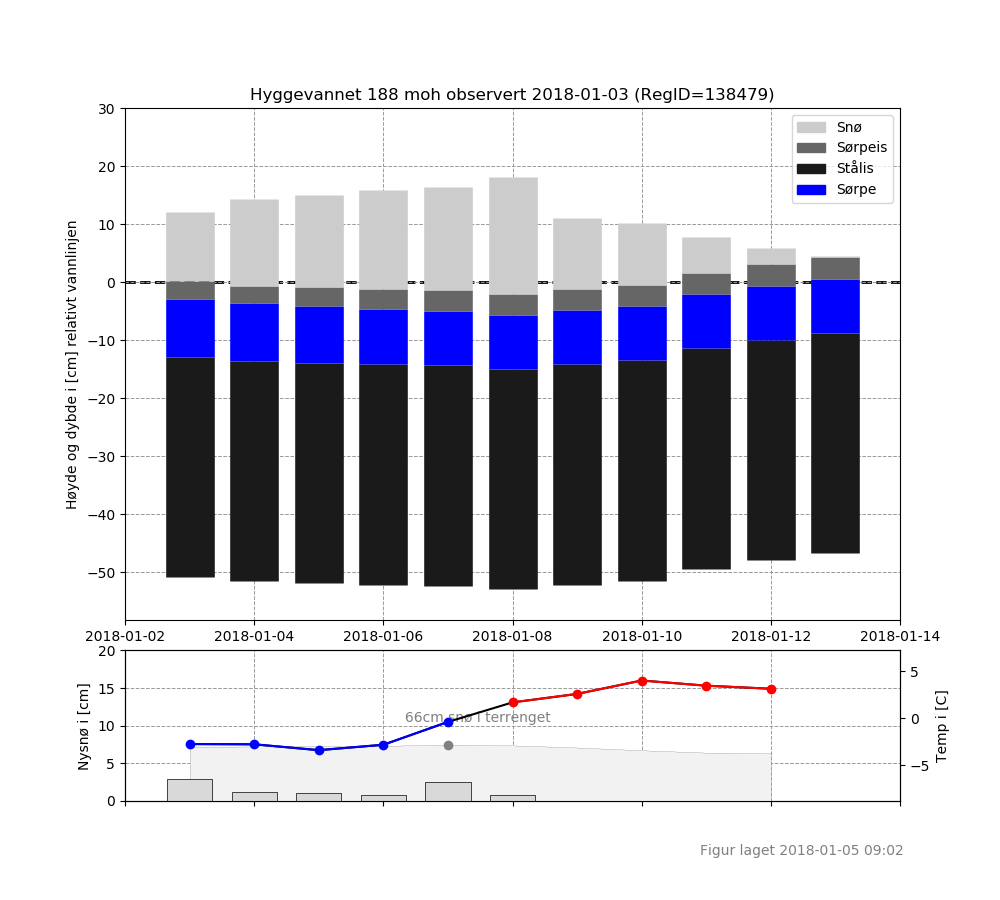 Hyggevannet 188 moh observert 2018-01-03 (RegID=138479)
30
20
10
0
−10
−20
−30
−40
−50
Høyde og dybde i [cm] relativt vannlinjen
Snø
Sørpeis
Stålis
Sørpe
2018-01-02 2018-01-04 2018-01-06 2018-01-08 2018-01-10 2018-01-12 2018-01-14
20
15
10
5
0
Nysnø i [cm]
66cm snø i terrenget
5
0
−5
Temp i [C]
Figur laget 2018-01-05 09:02